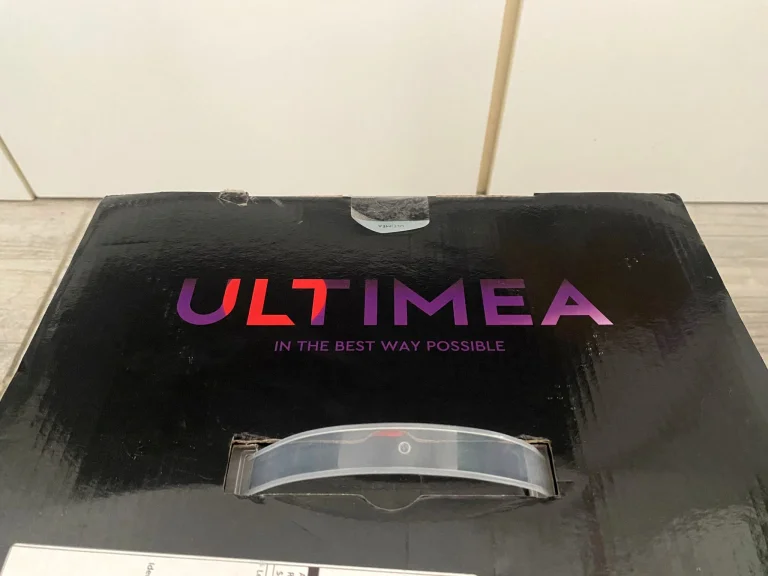 ULTIMEA
IN THE BEST WAY POSSIBLE